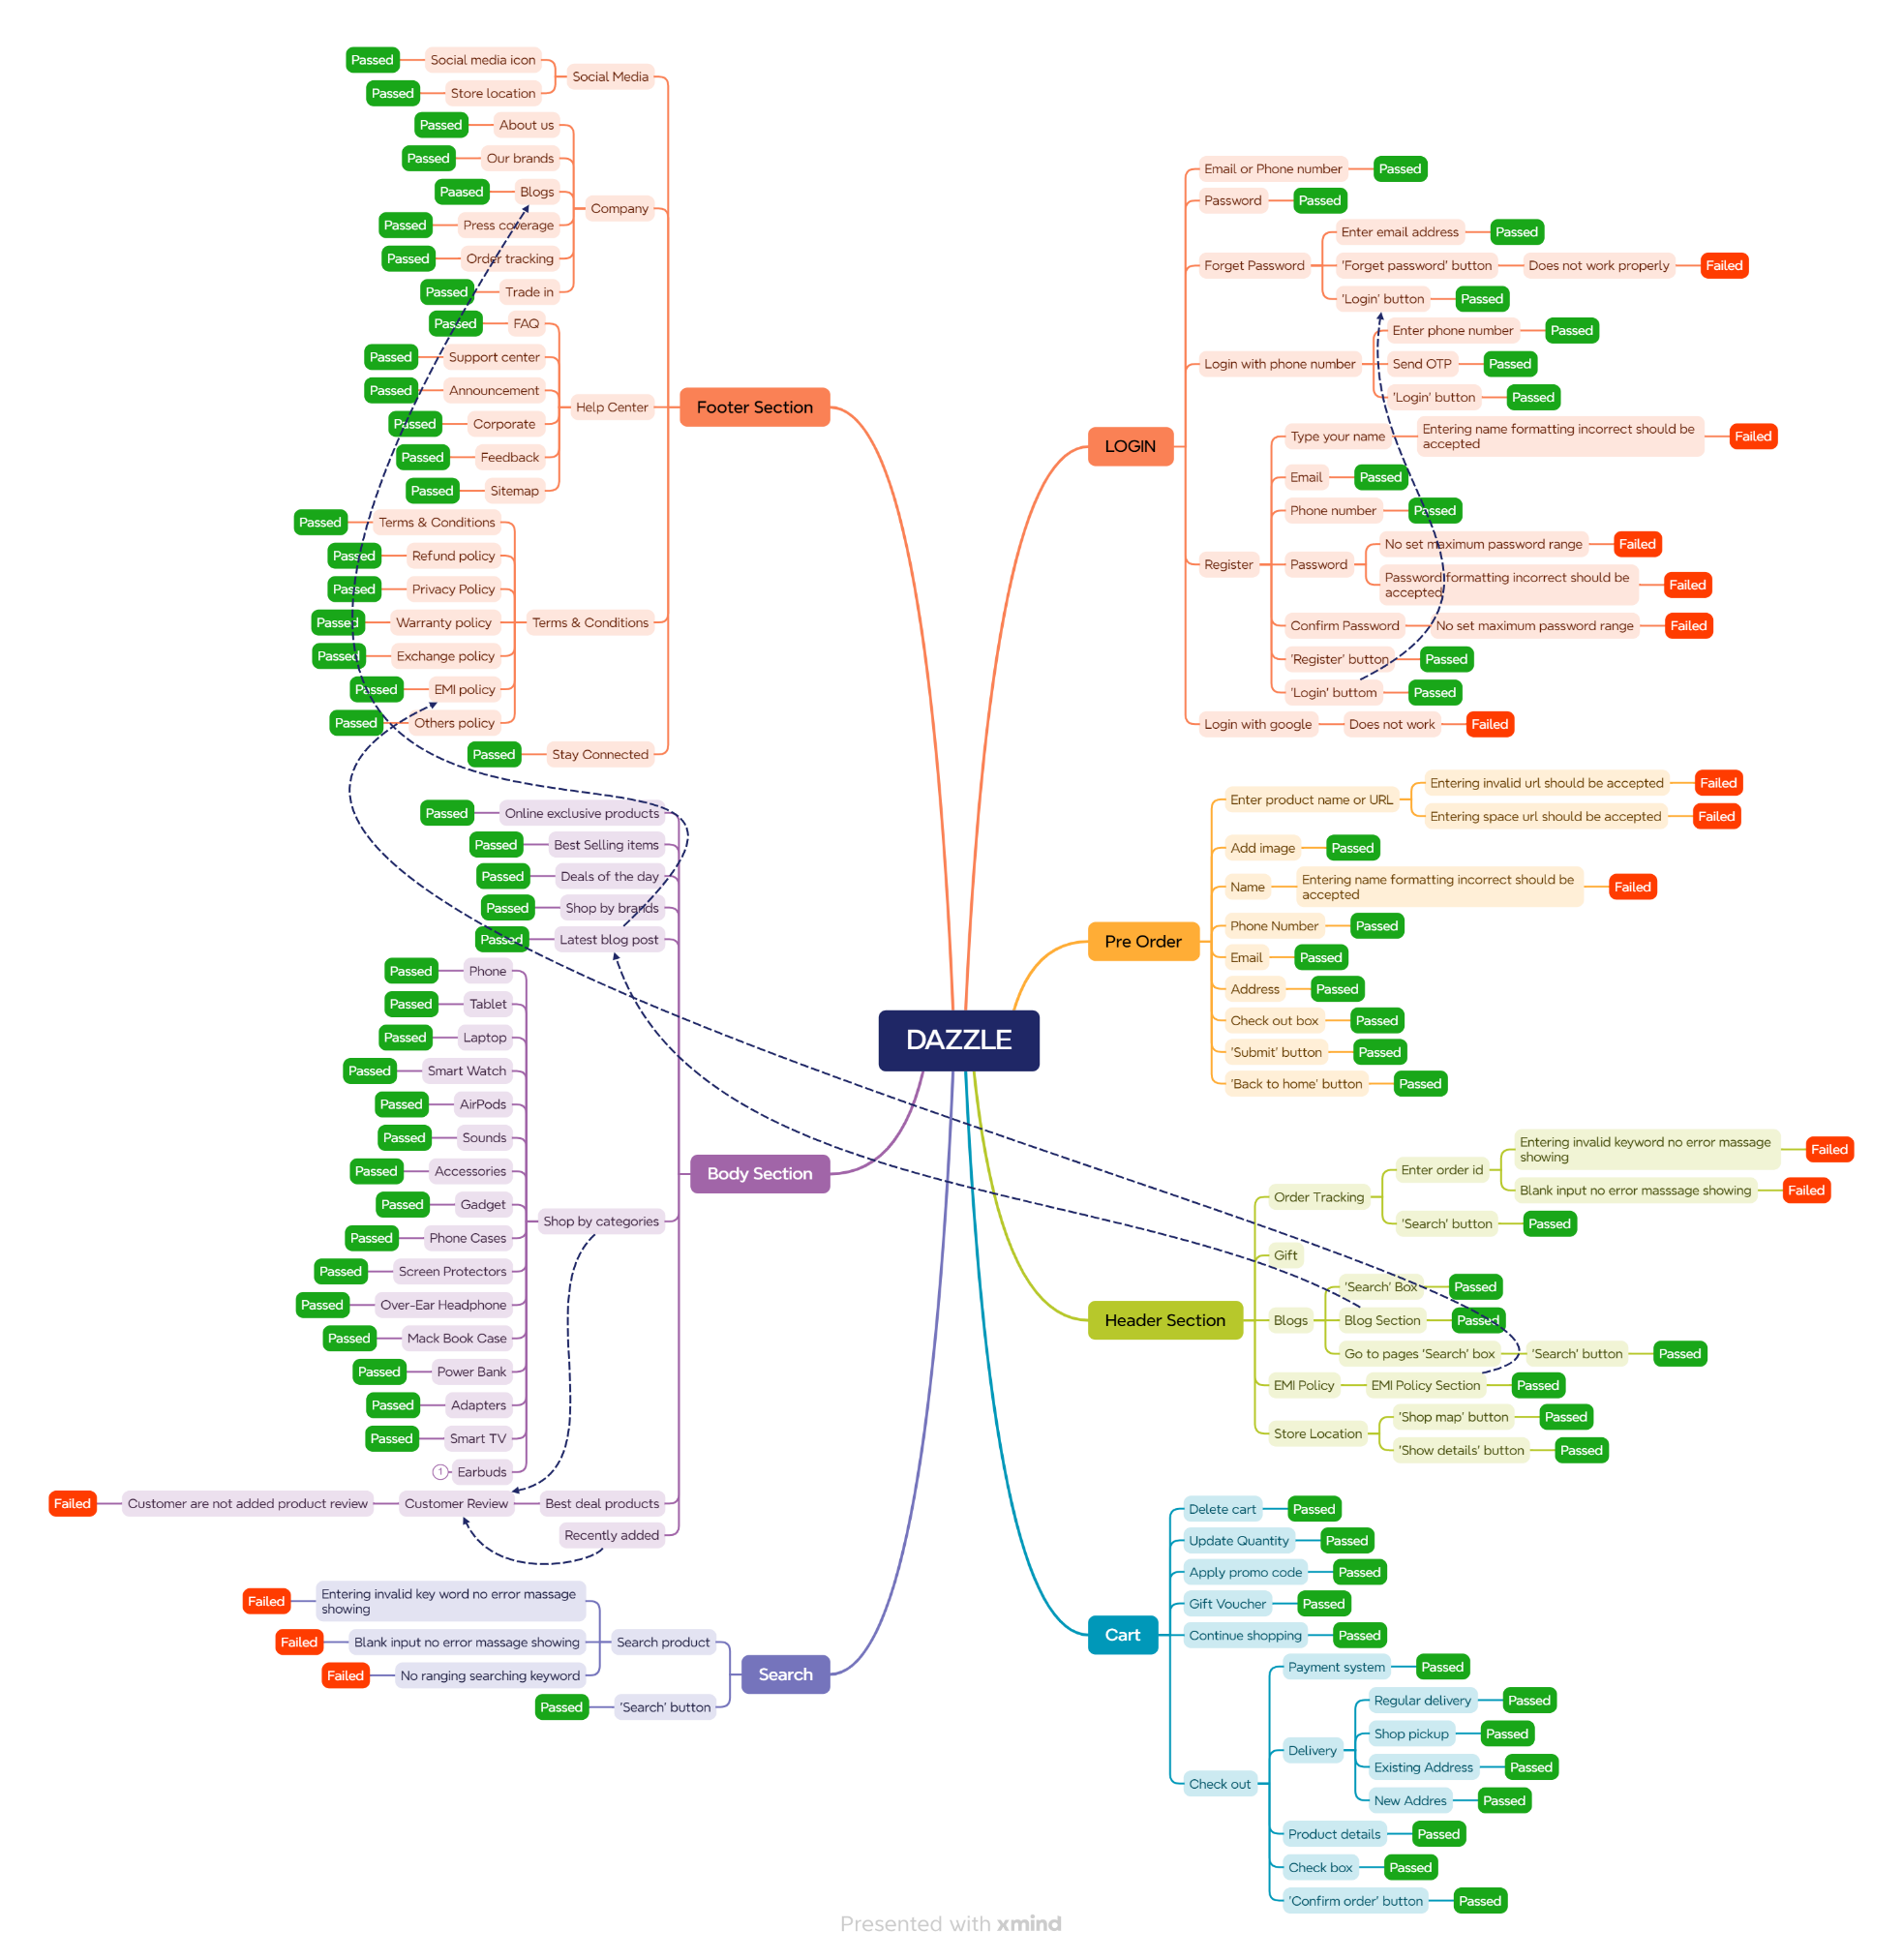 DAZZLE
LOGIN
Email or Phone number
Passed
Password
Passed
Forget Password
Enter email address
Passed
'Forget password' button
Does not work properly
Failed
'Login' button
Passed
Login with phone number
Enter phone number
Passed
Send OTP
Passed
'Login' button
Passed
Register
Type your name
Entering name formatting incorrect should be
accepted
Failed
Email
Passed
Phone number
Passed
Password
No set maximum password range
Failed
Password formatting incorrect should be
accepted
Failed
Confirm Password
No set maximum password range
Failed
'Register' button
Passed
'Login' buttom
Passed
Login with google
Does not work
Failed
Pre Order
Enter product name or URL
Entering invalid url should be accepted
Failed
Entering space url should be accepted
Failed
Add image
Passed
Name
Entering name formatting incorrect should be
accepted
Failed
Phone Number
Passed
Email
Passed
Address
Passed
Check out box
Passed
'Submit' button
Passed
'Back to home' button
Passed
Header Section
Order Tracking
Enter order id
Entering invalid keyword no error massage
showing
Failed
Blank input no error masssage showing
Failed
'Search' button
Passed
Gift
Blogs
'Search' Box
Passed
Blog Section
Passed
Go to pages 'Search' box
'Search' button
Passed
EMI Policy
EMI Policy Section
Passed
Store Location
'Shop map' button
Passed
'Show details' button
Passed
Cart
Delete cart
Passed
Update Quantity
Passed
Apply promo code
Passed
Gift Voucher
Passed
Continue shopping
Passed
Check out
Payment system
Passed
Delivery
Regular delivery
Passed
Shop pickup
Passed
Existing Address
Passed
New Addres
Passed
Product details
Passed
Check box
Passed
'Confirm order' button
Passed
Footer Section
Social Media
Social media icon
Passed
Store location
Passed
Company
About us
Passed
Our brands
Passed
Blogs
Paased
Press coverage
Passed
Order tracking
Passed
Trade in
Passed
Help Center
FAQ
Passed
Support center
Passed
Announcement
Passed
Corporate
Passed
Feedback
Passed
Sitemap
Passed
Terms & Conditions
Terms & Conditions
Passed
Refund policy
Passed
Privacy Policy
Passed
Warranty policy
Passed
Exchange policy
Passed
EMI policy
Passed
Others policy
Passed
Stay Connected
Passed
Body Section
Online exclusive products
Passed
Best Selling items
Passed
Deals of the day
Passed
Shop by brands
Passed
Latest blog post
Passed
Shop by categories
Phone
Passed
Tablet
Passed
Laptop
Passed
Smart Watch
Passed
AirPods
Passed
Sounds
Passed
Accessories
Passed
Gadget
Passed
Phone Cases
Passed
Screen Protectors
Passed
Over-Ear Headphone
Passed
Mack Book Case
Passed
Power Bank
Passed
Adapters
Passed
Smart TV
Passed
Earbuds
1
Best deal products
Customer Review
Customer are not added product review
Failed
Recently added
Search
Search product
Entering invalid key word no error massage
showing
Failed
Blank input no error massage showing
Failed
No ranging searching keyword
Failed
'Search' button
Passed
Presented with xmind